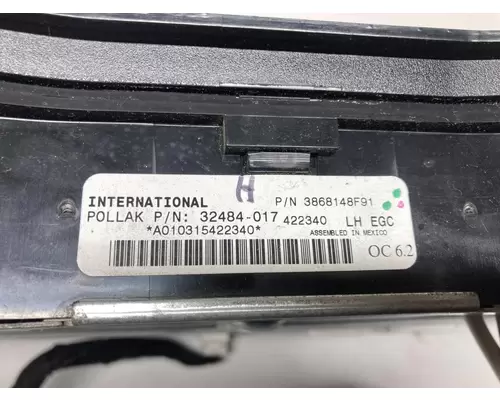 H
INTERNATIONAL P/N 3868148F91
POLLAK P/N: 32484-017 422340 LH EGC
*A010315422340* ASSEMBLED IN MEXICO
OC 6.2